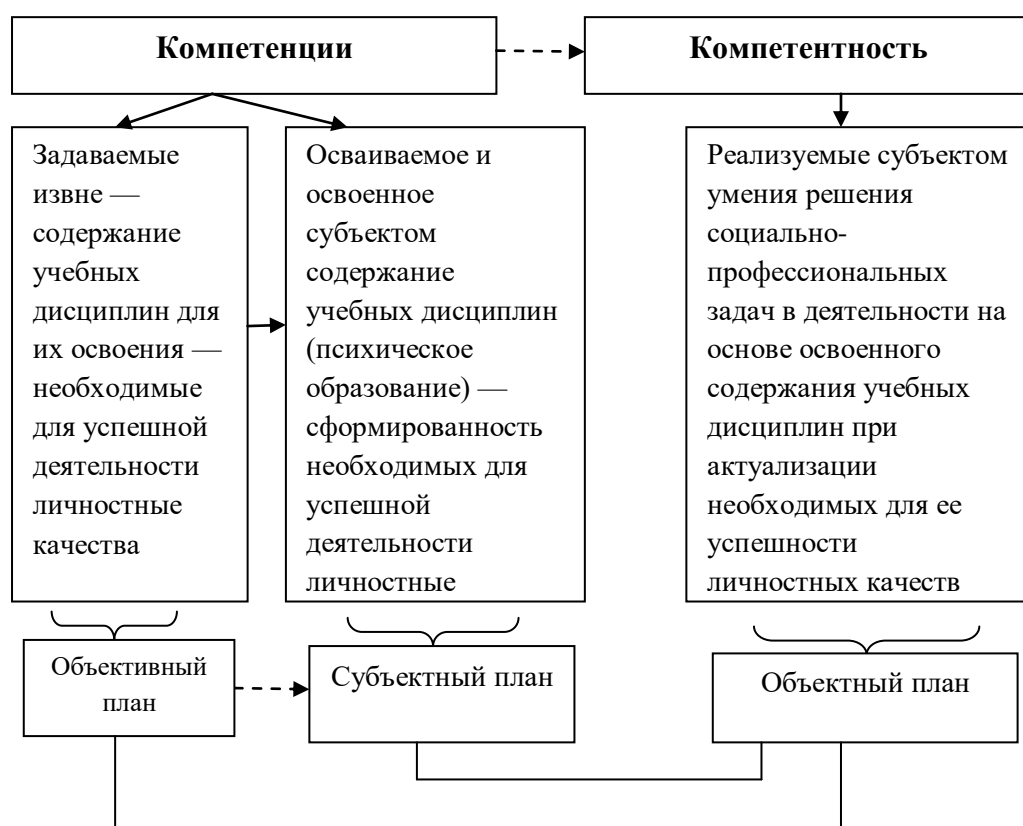 Компетенции
Компетентность
Задаваемые
извне —
содержание
учебных
дисциплин для
их освоения —
необходимые
для успешной
деятельности
личностные
качества
Осваиваемое и
освоенное
субъектом
содержание
учебных дисциплин
(психическое
образование) —
сформированность
необходимых для
успешной
деятельности
личностные
Реализуемые субъектом
умения решения
социально-
профессиональных
задач в деятельности на
основе освоенного
содержания учебных
дисциплин при
актуализации
необходимых для ее
успешности
личностных качеств
Объективный
план
Субъектный план
Объектный план